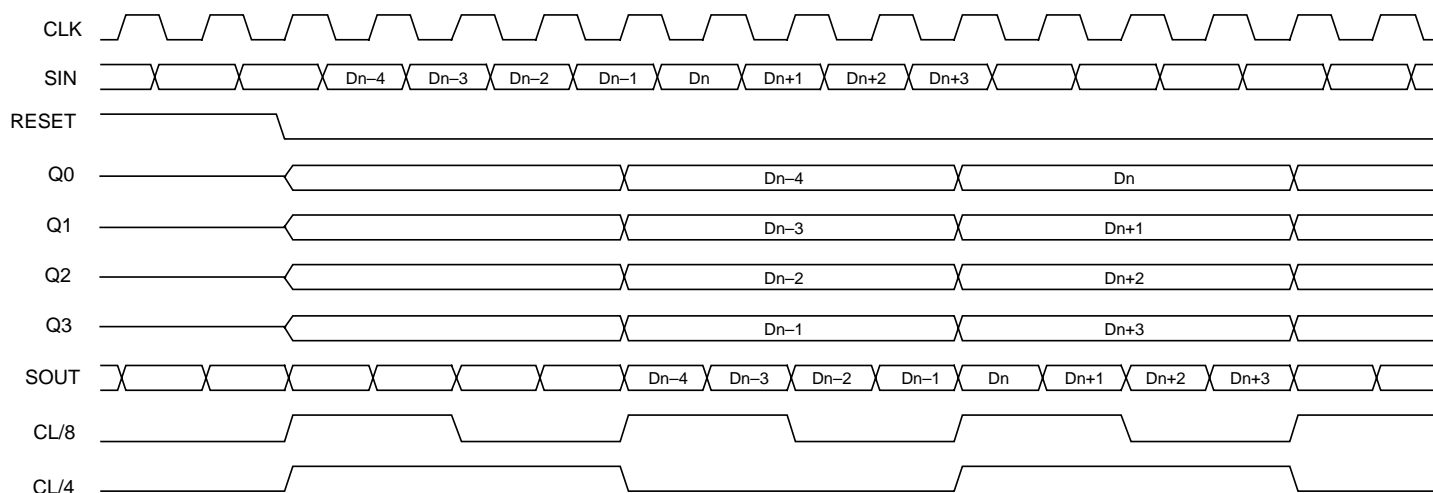 CLK
SIN Dn–4 Dn–3 Dn–2 Dn–1 Dn Dn+1 Dn+2 Dn+3
RESET
Q0 Dn–4 Dn
Q1 Dn–3 Dn+1
Q2 Dn–2 Dn+2
Q3 Dn–1 Dn+3
SOUT Dn–4 Dn–3 Dn–2 Dn–1 Dn Dn+1 Dn+2 Dn+3
CL/8
CL/4